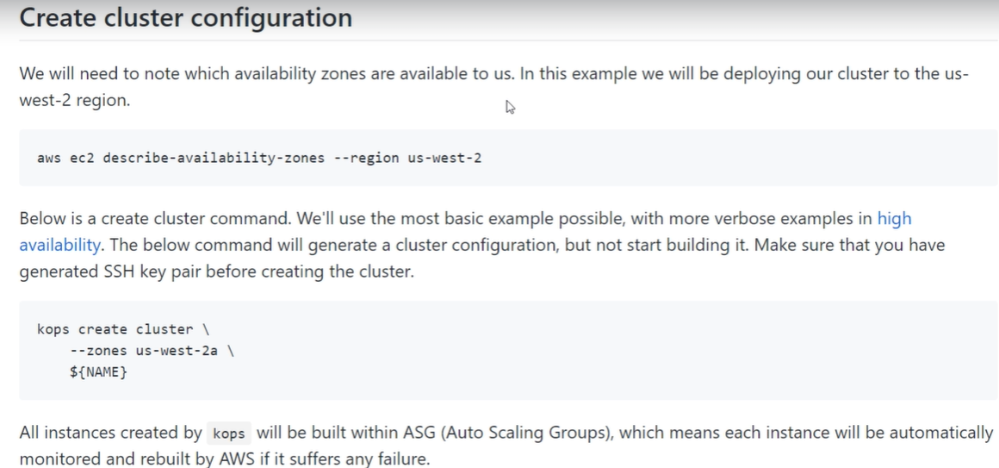 Create cluster configuration
We will need to note which availability zones are available to us. In this example we will be deploying our cluster to the us-
west-2 region.
aws ec2 describe-availability-zones --region us-west-2
Below is a create cluster command. We'll use the most basic example possible, with more verbose examples in high
availability. The below command will generate a cluster configuration, but not start building it. Make sure that you have
generated SSH key pair before creating the cluster.
kops create cluster \
    --zones us-west-2a \
    ${NAME}
All instances created by kops will be built within ASG (Auto Scaling Groups), which means each instance will be automatically
monitored and rebuilt by AWS if it suffers any failure.